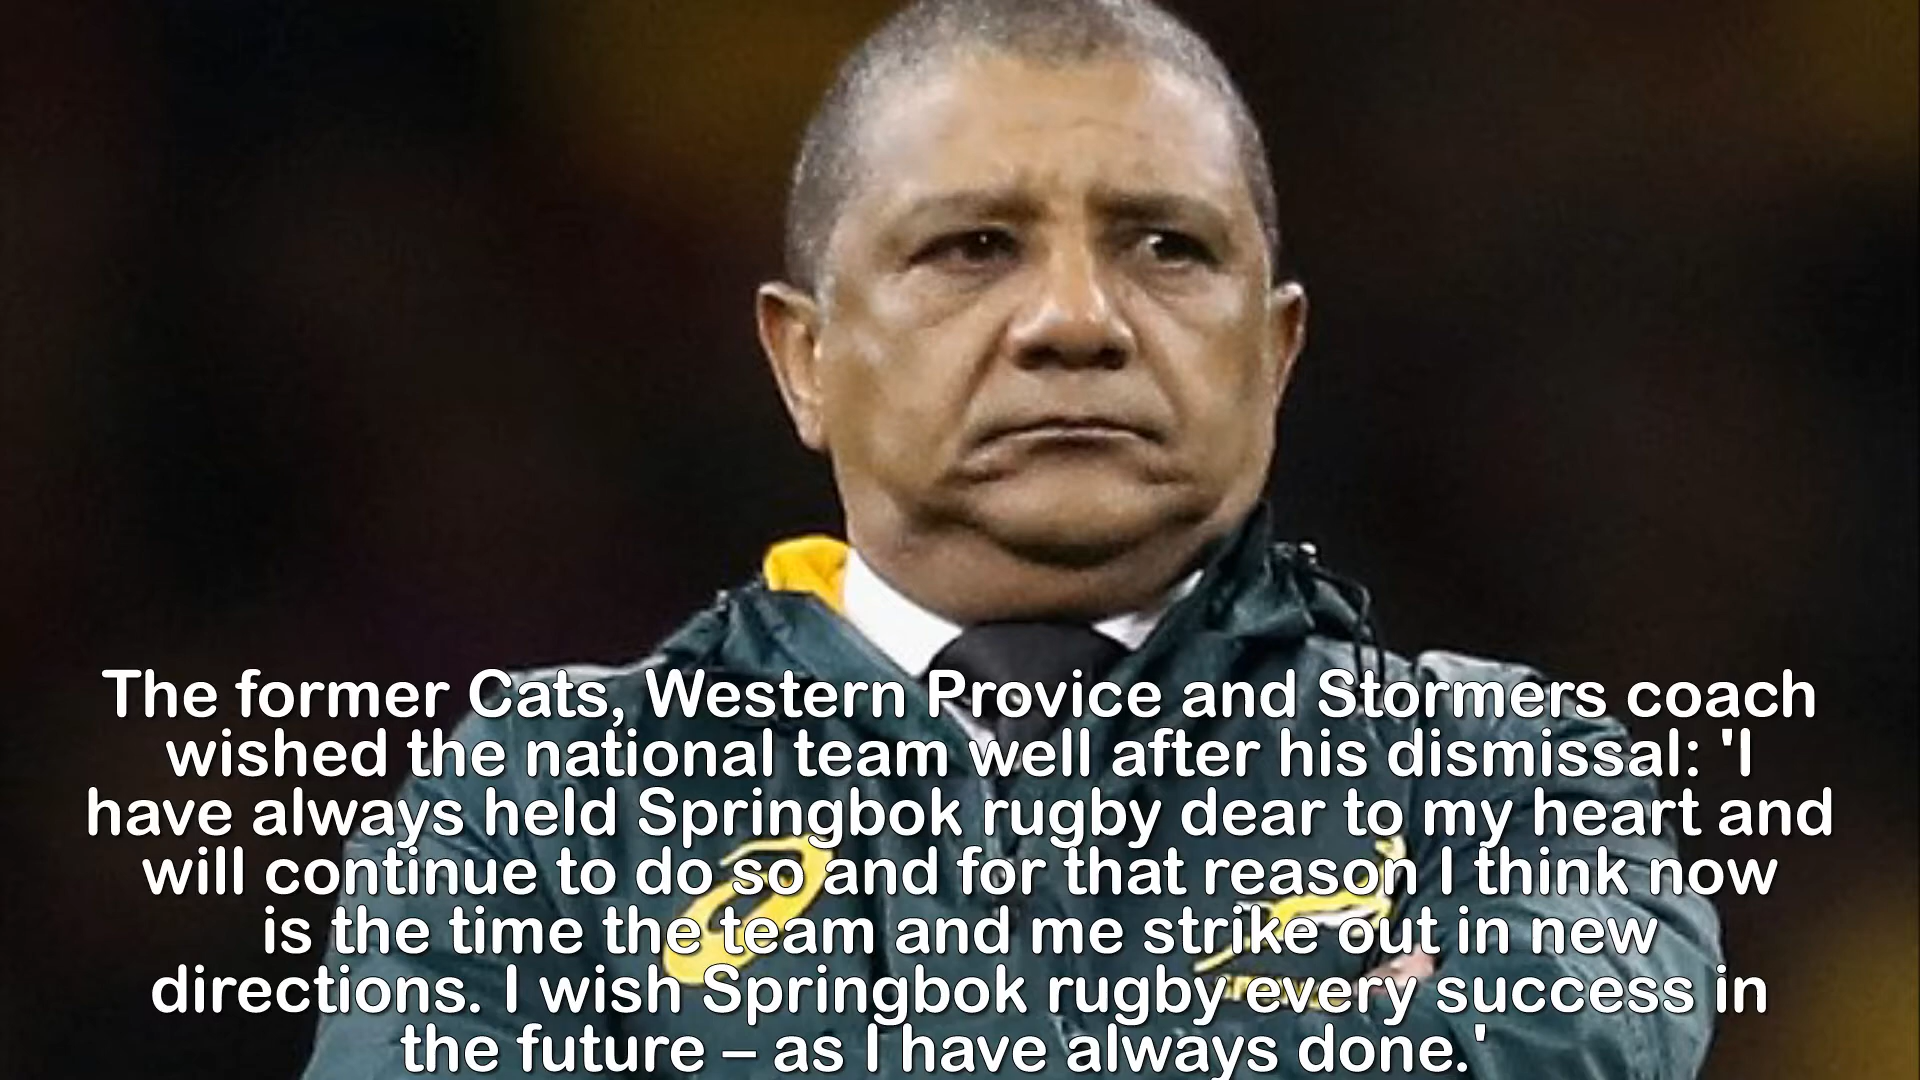 The former Cats, Western Provice and Stormers coach
wished the national team well after his dismissal: 'I
have always held Springbok rugby dear to my heart and
will continue to do so and for that reason I think now
is the time the team and me strike out in new
directions. I wish Springbok rugby every success in
the future – as I have always done.'